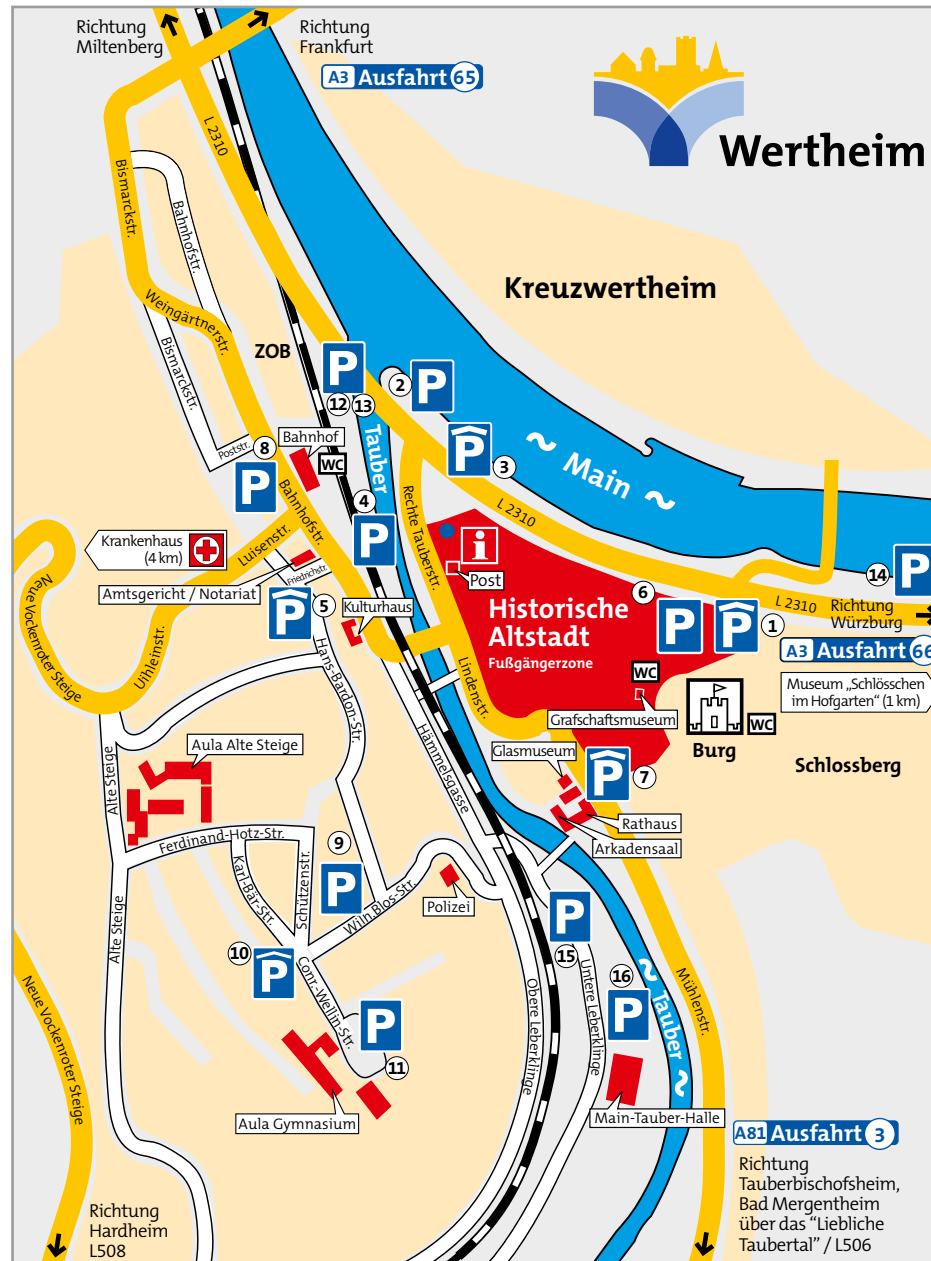 Richtung
Miltenberg
Richtung
Frankfurt
A3 Ausfahrt 65
Wertheim
L 2310
Bismarckstr.
Bahnhofstr.
Kreuzwertheim
Weingärtnerstr.
Bismarckstr.
ZOB
P
12 13
2 P
P 3
Tauber
~ Main ~
Poststr.
8
P
Bahnhof
WC
4
P
Bahnhofstr.
Rechte Tauberstr.
L 2310
Krankenhaus
(4 km)
Luisenstr.
Friedrichstr.
Amtsgericht / Notariat
i
Post
14 P
Neue Vockenroter Steige
Uihleinstr.
P 5
Kulturhaus
Historische
Altstadt
Fußgängerzone
6
P
P 1
L 2310
Richtung
Würzburg
A3 Ausfahrt 66
Museum „Schlösschen
im Hofgarten“ (1 km)
Hans-Bardon-Str.
Lindenstr.
WC
Grafschaftsmuseum
Burg
WC
Schlossberg
Glasmuseum
P 7
Hämmelsgasse
Alte Steige
Aula Alte Steige
Rathaus
Arkadensaal
Ferdinand-Hotz-Str.
Karl-Bär-Str.
Schützenstr.
9
P
Wilh.Blos-Str.
Polizei
Alte Steige
10
P
Conr.-Wellin-Str.
P
11
P
15
16
P
Untere Leberklinge
Obere Leberklinge
~ Tauber ~
Mühlenstr.
Neue Vockenroter Steige
Aula Gymnasium
Main-Tauber-Halle
A81 Ausfahrt 3
Richtung
Tauberbischofsheim,
Bad Mergentheim
über das “Liebliche
Taubertal” / L506
Richtung
Hardheim
L508